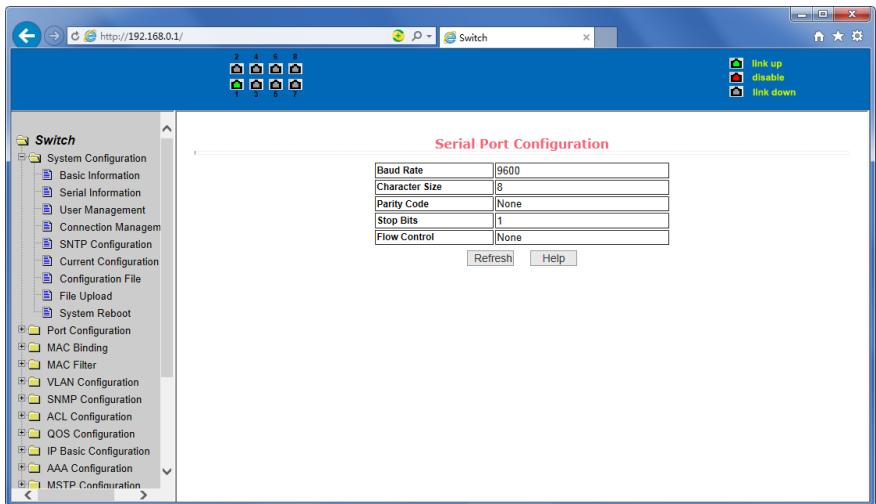 http://192.168.0.1/
Switch
2 4 6 8
1 3 5 7
link up
disable
link down
Switch
System Configuration
Basic Information
Serial Information
User Management
Connection Managem
SNTP Configuration
Current Configuration
Configuration File
File Upload
System Reboot
Port Configuration
MAC Binding
MAC Filter
VLAN Configuration
SNMP Configuration
ACL Configuration
QOS Configuration
IP Basic Configuration
AAA Configuration
MSTP Configuration
Serial Port Configuration
Baud Rate 9600
Character Size 8
Parity Code None
Stop Bits 1
Flow Control None
Refresh Help